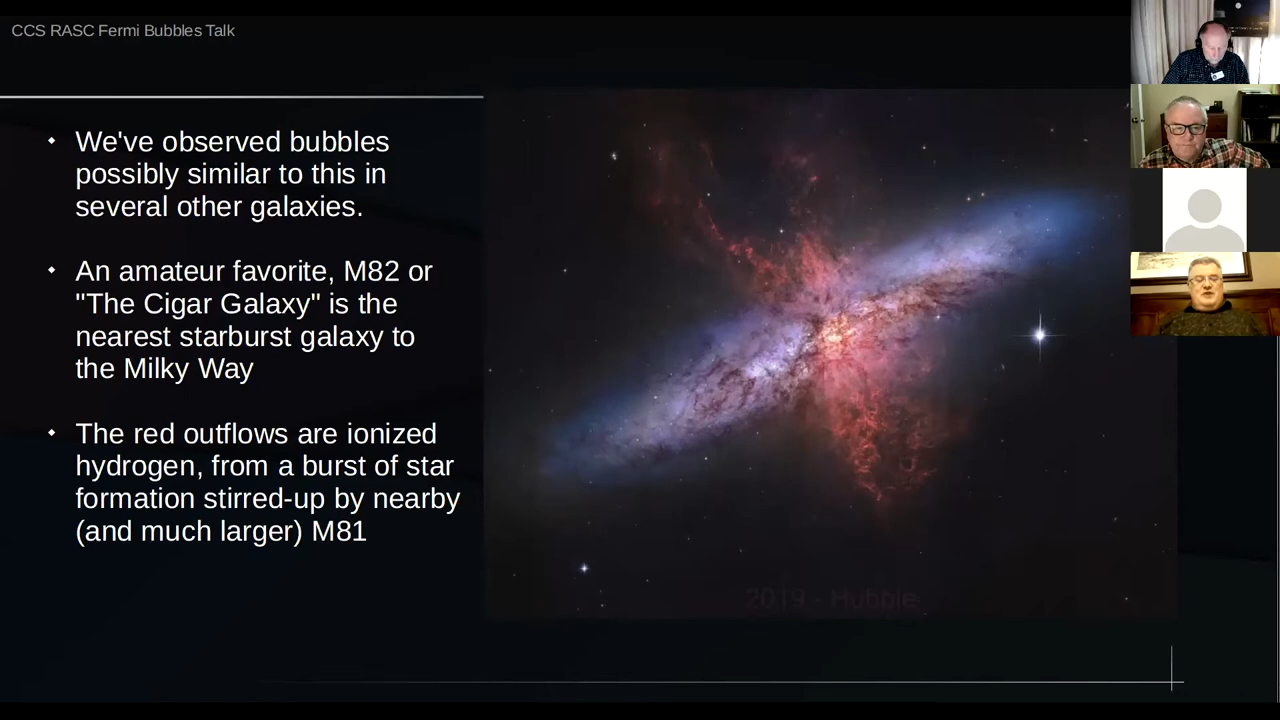 CCS RASC Fermi Bubbles Talk
We've observed bubbles
possibly similar to this in
several other galaxies.
An amateur favorite, M82 or
"The Cigar Galaxy" is the
nearest starburst galaxy to
the Milky Way
The red outflows are ionized
hydrogen, from a burst of star
formation stirred-up by nearby
(and much larger) M81
2019 - Hubble